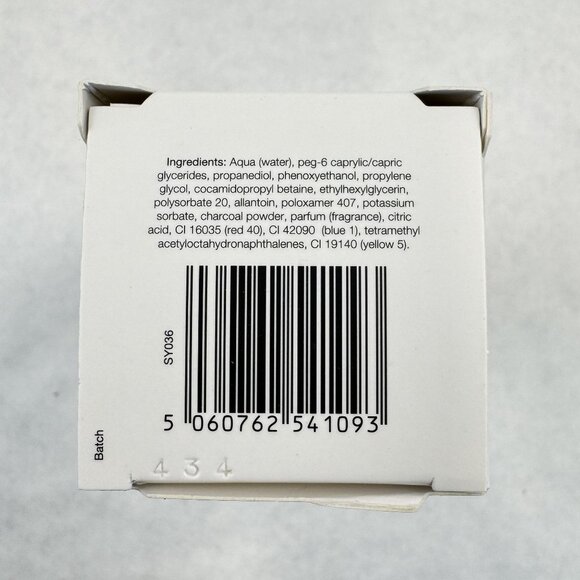 Ingredients: Aqua (water), peg-6 caprylic/capric
glycerides, propanediol, phenoxyethanol, propylene
glycol, cocamidopropyl betaine, ethylhexylglycerin,
polysorbate 20, allantoin, poloxamer 407, potassium
sorbate, charcoal powder, parfum (fragrance), citric
acid, CI 16035 (red 40), CI 42090 (blue 1), tetramethyl
acetyloctahydronaphthalenes, CI 19140 (yellow 5).
SY036
5 060762 541093
Batch
434